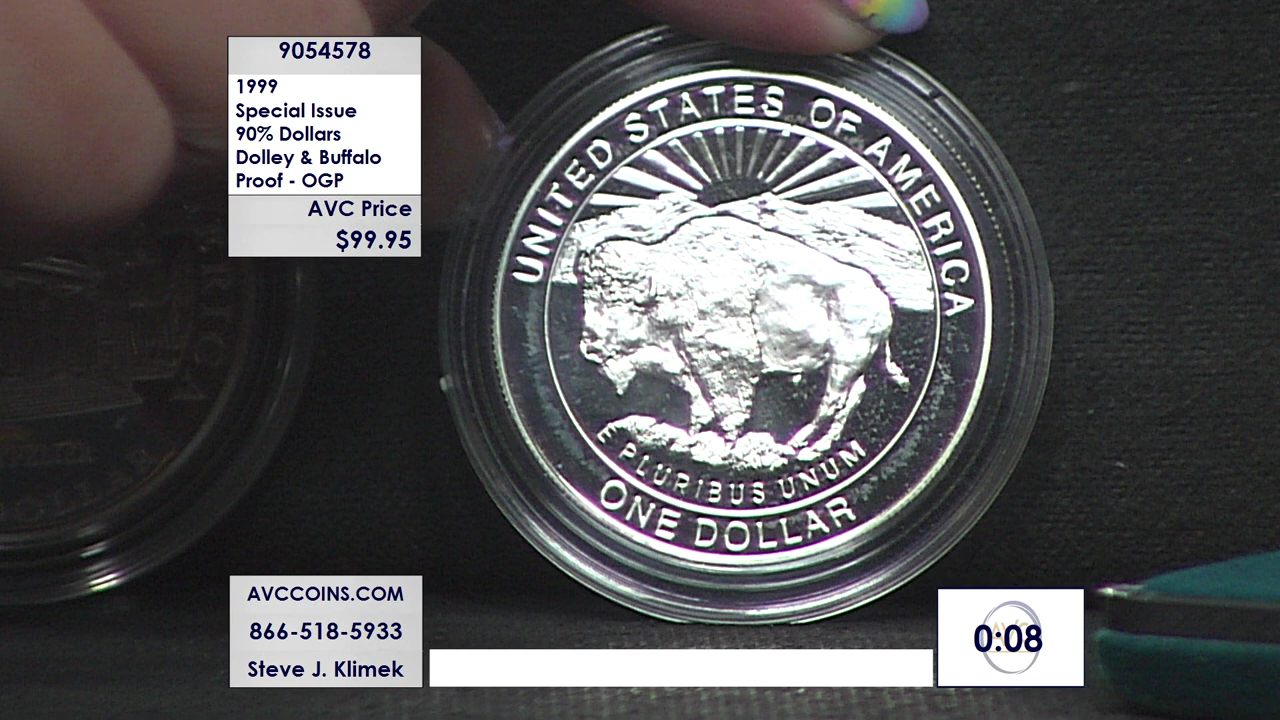 9054578
1999
Special Issue
90% Dollars
Dolley & Buffalo
Proof - OGP
AVC Price
$99.95
UNITED STATES OF AMERICA
E PLURIBUS UNUM
ONE DOLLAR
AVCCOINS.COM
866-518-5933
Steve J. Klimek
0:08